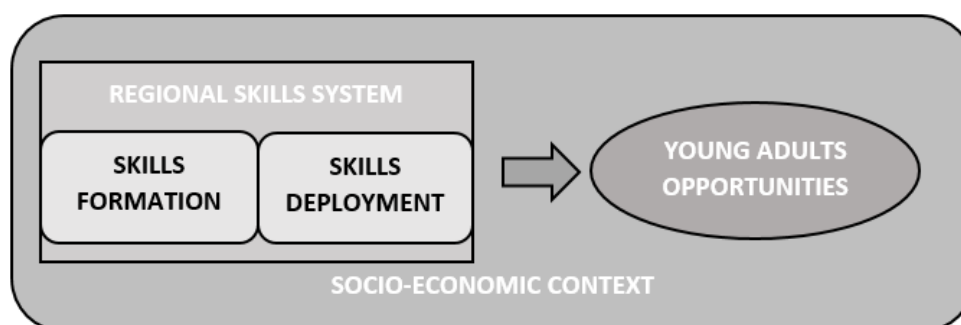 REGIONAL SKILLS SYSTEM
SKILLS
FORMATION
SKILLS
DEPLOYMENT
YOUNG ADULTS
OPPORTUNITIES
SOCIO-ECONOMIC CONTEXT